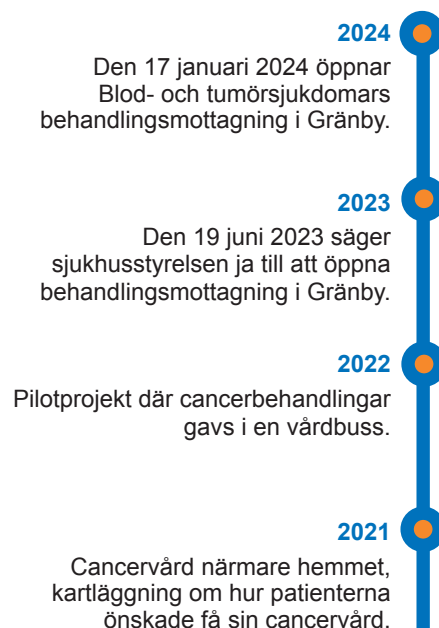 2024
Den 17 januari 2024 öppnar
Blod- och tumörsjukdomars
behandlingsmottagning i Gränby.
2023
Den 19 juni 2023 säger
sjukhusstyrelsen ja till att öppna
behandlingsmottagning i Gränby.
2022
Pilotprojekt där cancerbehandlingar
gavs i en vårdbuss.
2021
Cancervård närmare hemmet,
kartläggning om hur patienterna
önskade få sin cancervård.